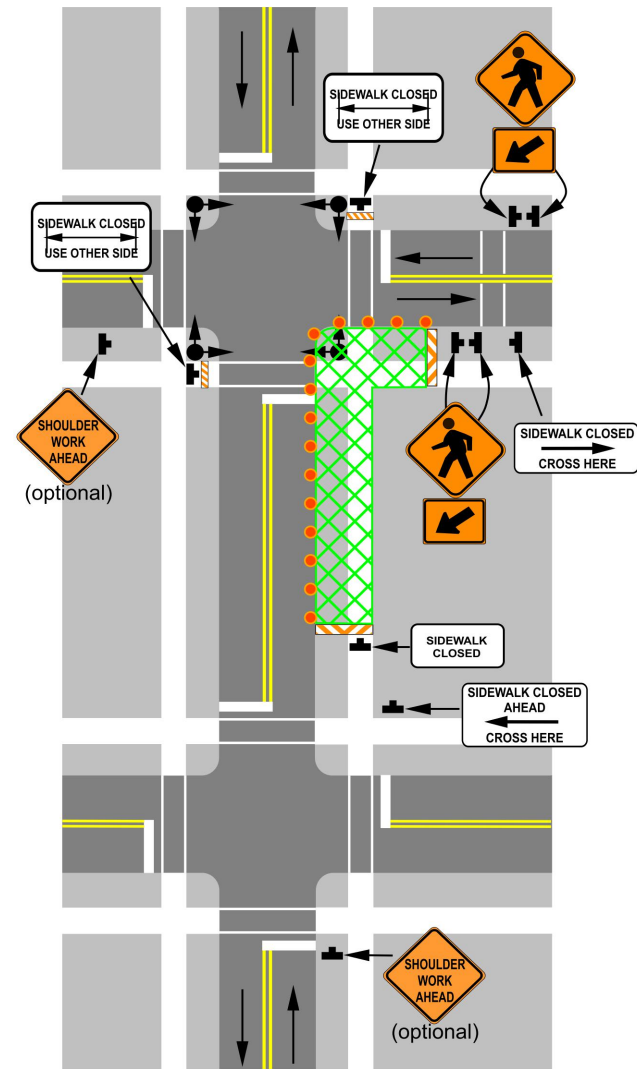 SIDEWALK CLOSED
USE OTHER SIDE
SIDEWALK CLOSED
USE OTHER SIDE
SHOULDER
WORK
AHEAD
(optional)
SIDEWALK CLOSED
CROSS HERE
SIDEWALK
CLOSED
SIDEWALK CLOSED
AHEAD
CROSS HERE
SHOULDER
WORK
AHEAD
(optional)